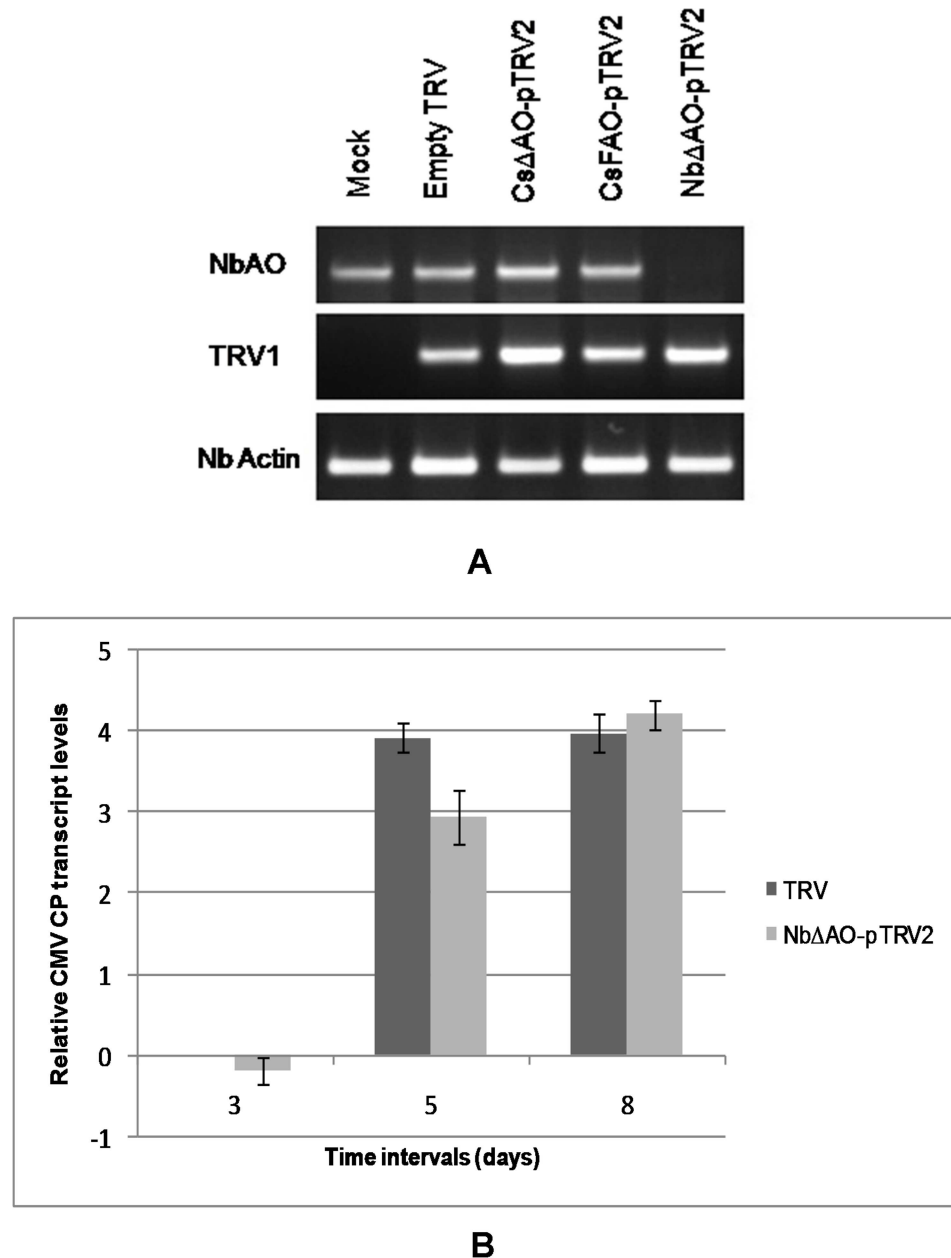 Mock
Empty TRV
CsΔAO-pTRV2
CsFAO-pTRV2
NbΔAO-pTRV2
NbAO
TRV1
Nb Actin
A
Relative CMV CP transcript levels
5
4
3
2
1
0
-1
3
5
8
Time intervals (days)
TRV
NbΔAO-pTRV2
B